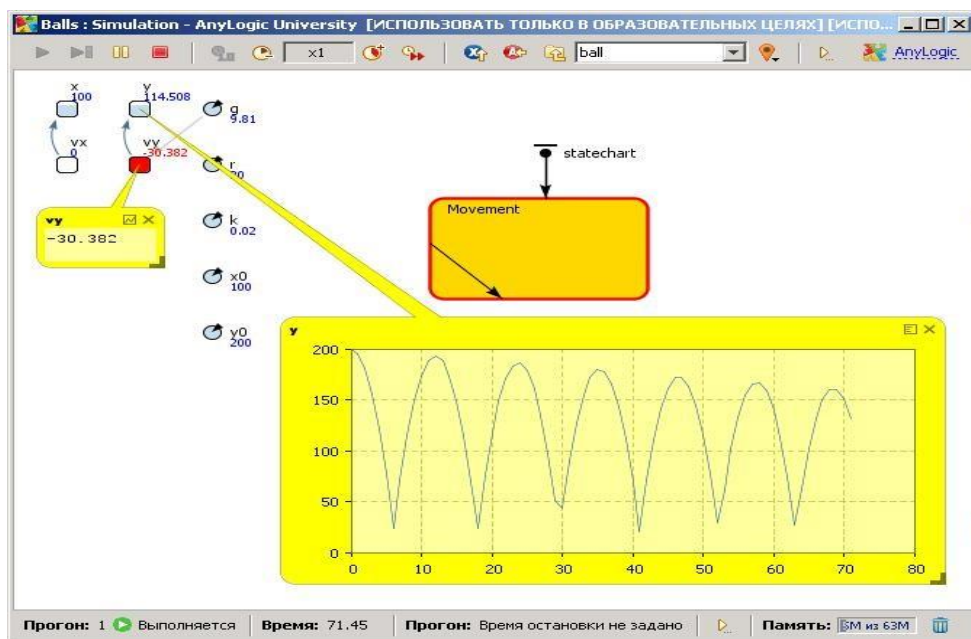 Balls : Simulation - AnyLogic University [ИСПОЛЬЗОВАТЬ ТОЛЬКО В ОБРАЗОВАТЕЛЬНЫХ ЦЕЛЯХ] [ИСПО...
x1
ball
AnyLogic
x
100
y
114.508
g
9.81
vx
0
vy
-30.382
r
k
0.02
x0
100
y0
200
vy
-30.382
statechart
Movement
y
200
150
100
50
0
0 10 20 30 40 50 60 70 80
Прогон: 1 Выполняется Время: 71.45 Прогон: Время остановки не задано Память: из 63M